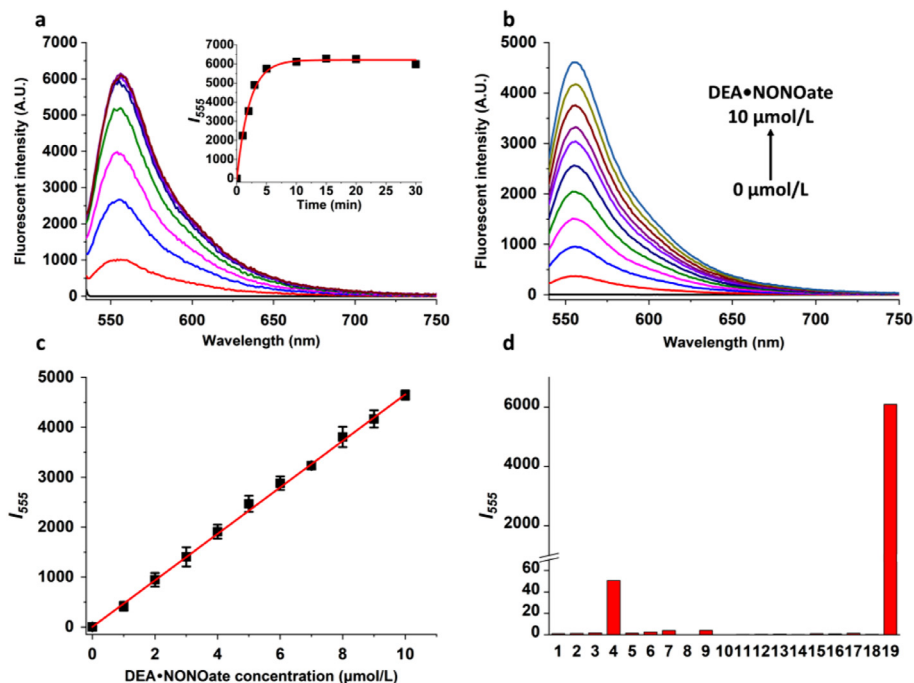 a
Fluorescent intensity (A.U.)
7000
6000
5000
4000
3000
2000
1000
0
550 600 650 700 750
Wavelength (nm)
I555
7000
6000
5000
4000
3000
2000
1000
0
0 5 10 15 20 25 30
Time (min)
b
Fluorescent intensity (A.U.)
5000
4000
3000
2000
1000
0
550 600 650 700 750
Wavelength (nm)
DEA•NONOate
10 µmol/L
0 µmol/L
c
I555
5000
4000
3000
2000
1000
0
0 2 4 6 8 10
DEA•NONOate concentration (µmol/L)
d
I555
6000
4000
2000
60
40
20
0
1 2 3 4 5 6 7 8 9 10 11 12 13 14 15 16 17 18 19